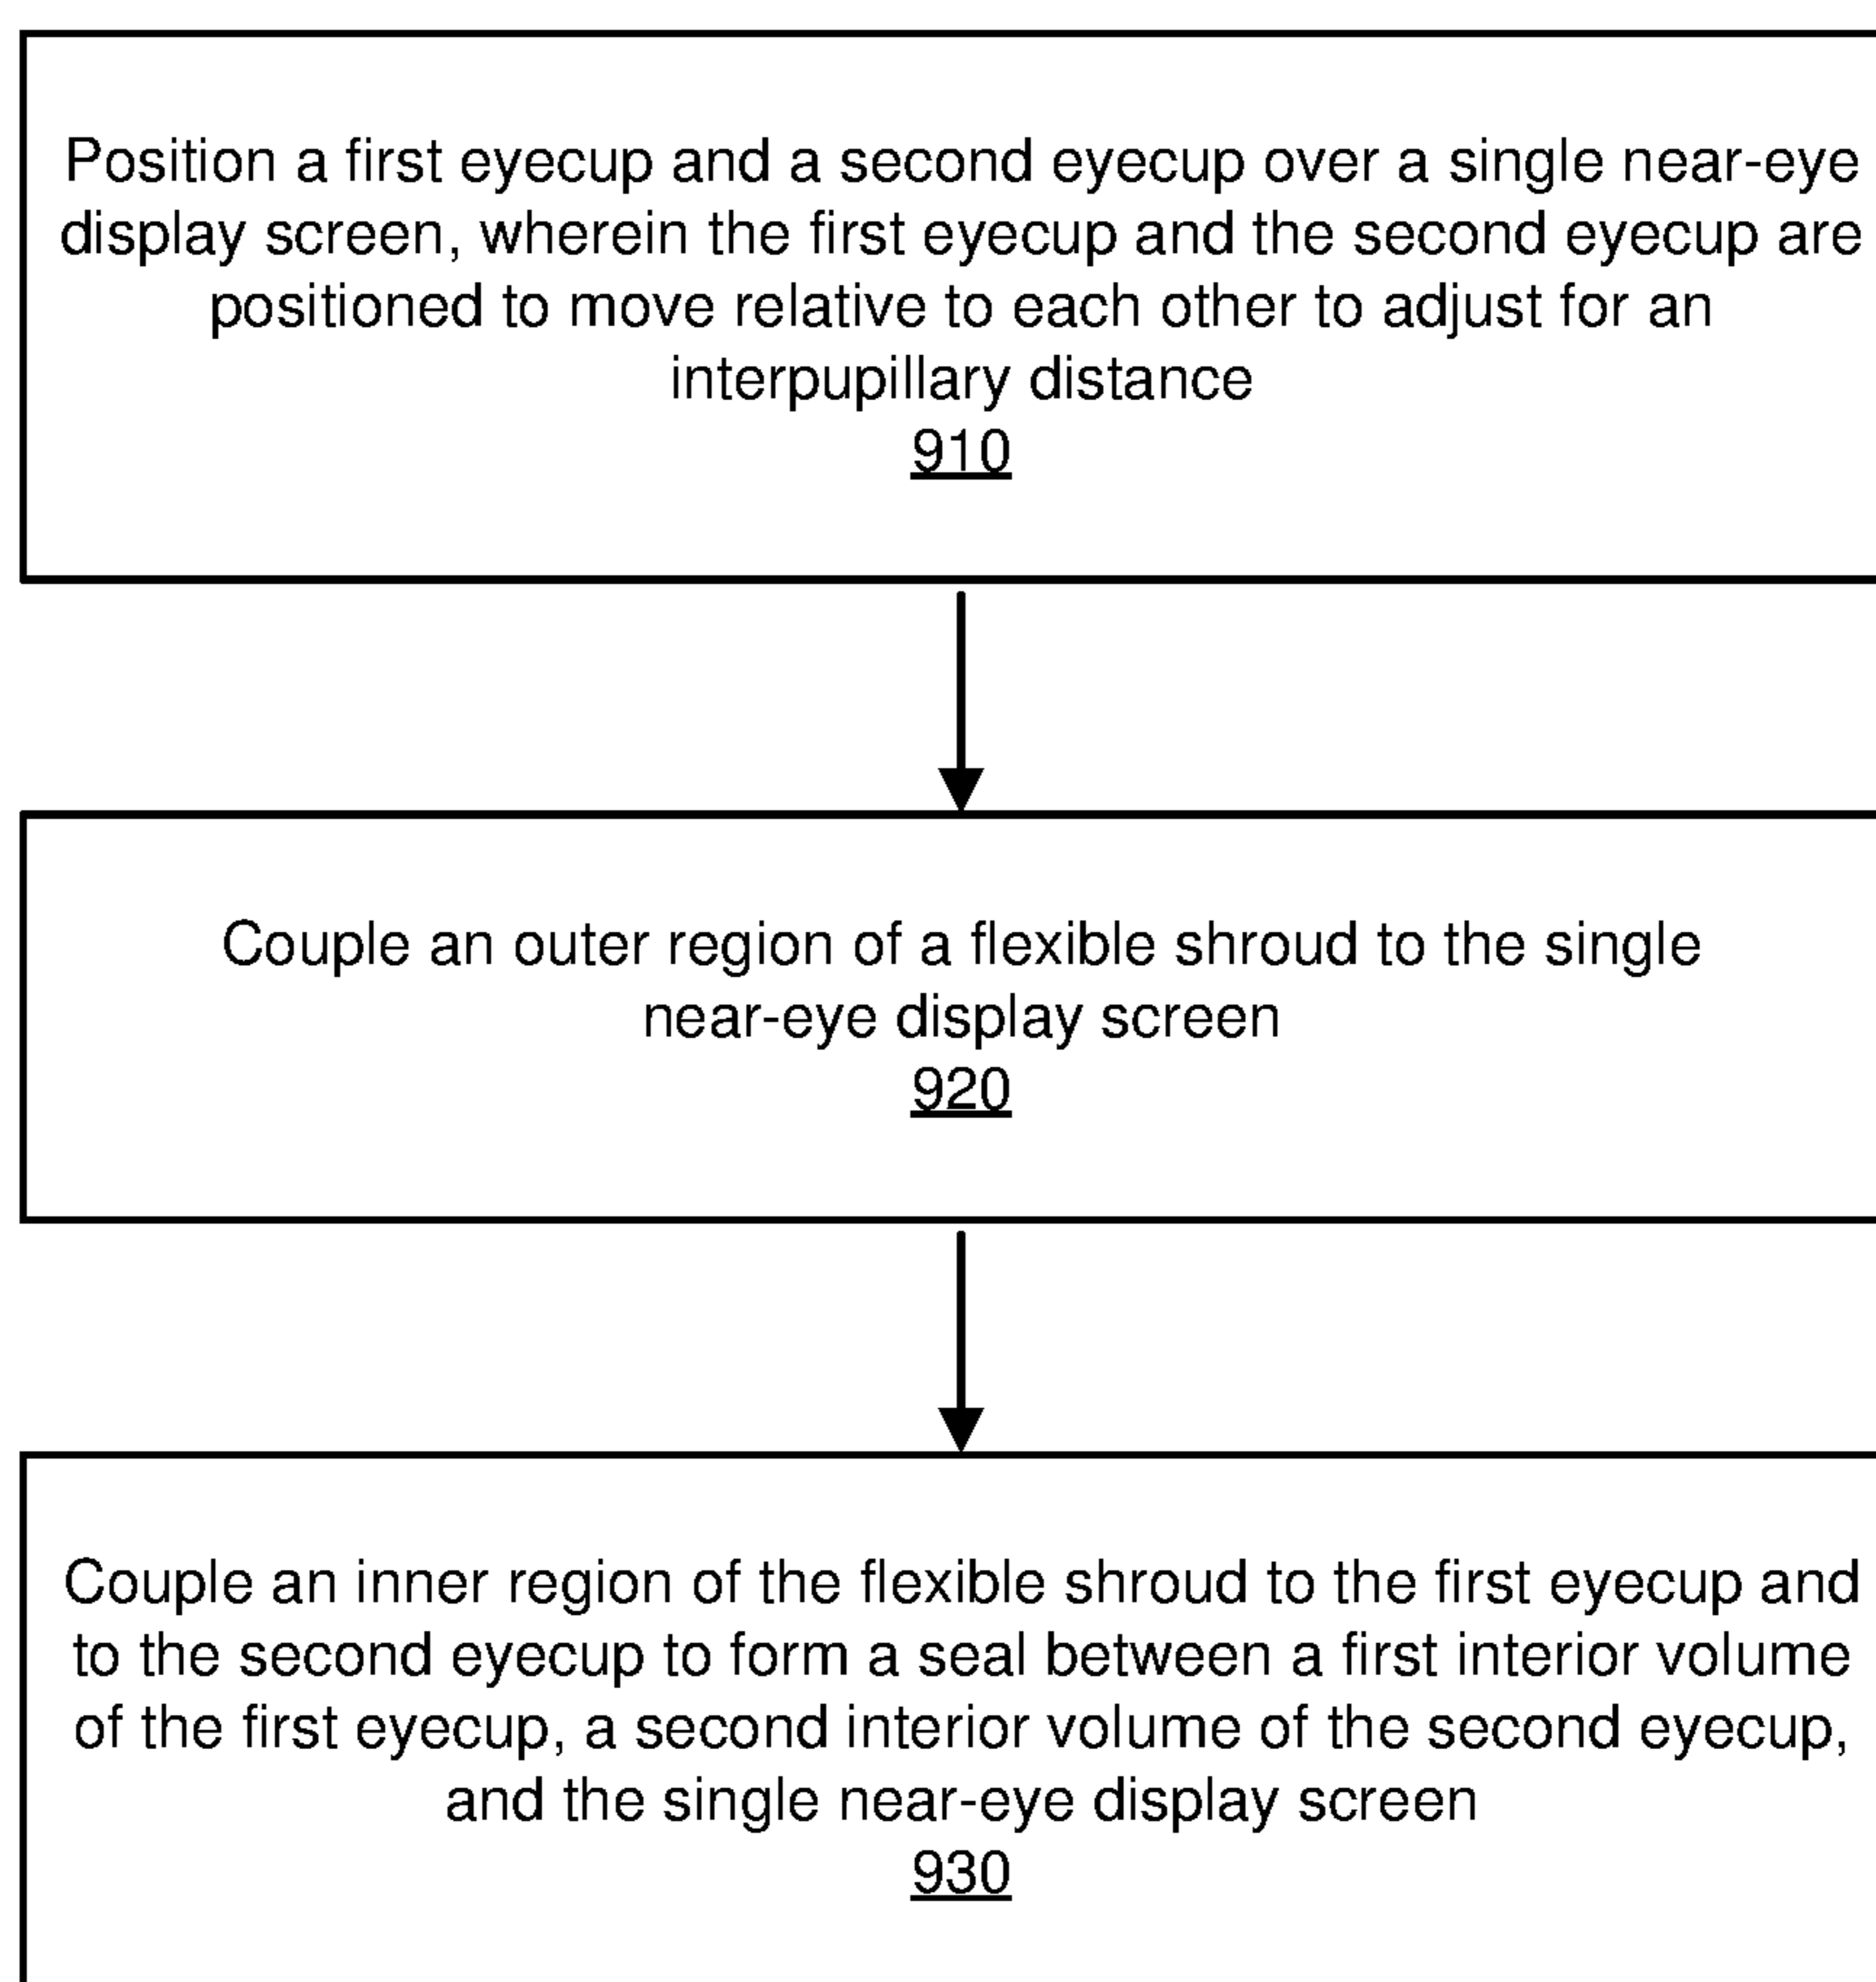 Position a first eyecup and a second eyecup over a single near-eye
display screen, wherein the first eyecup and the second eyecup are
positioned to move relative to each other to adjust for an
interpupillary distance
910
Couple an outer region of a flexible shroud to the single
near-eye display screen
920
Couple an inner region of the flexible shroud to the first eyecup and
to the second eyecup to form a seal between a first interior volume
of the first eyecup, a second interior volume of the second eyecup,
and the single near-eye display screen
930